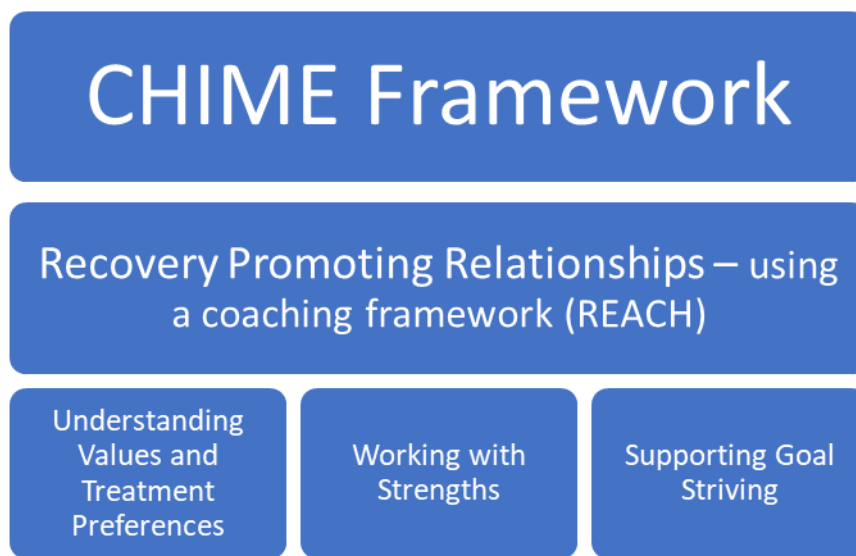 CHIME Framework
Recovery Promoting Relationships – using
a coaching framework (REACH)
Understanding
Values and
Treatment
Preferences
Working with
Strengths
Supporting Goal
Striving